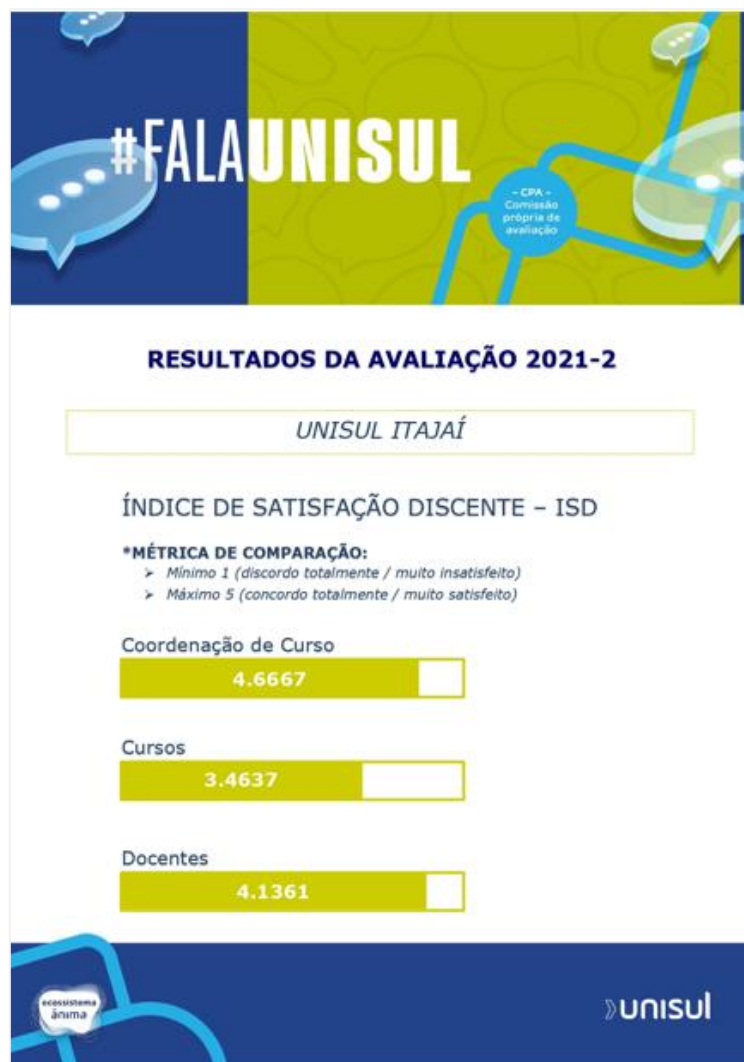 #FALAUNISUL
- CPA -
Comissão
própria de
avaliação
RESULTADOS DA AVALIAÇÃO 2021-2
UNISUL ITAJAÍ
ÍNDICE DE SATISFAÇÃO DISCENTE – ISD
*MÉTRICA DE COMPARAÇÃO:
➢ Mínimo 1 (discordo totalmente / muito insatisfeito)
➢ Máximo 5 (concordo totalmente / muito satisfeito)
Coordenação de Curso
4.6667
Cursos
3.4637
Docentes
4.1361
ecossistema
ânima
unisul